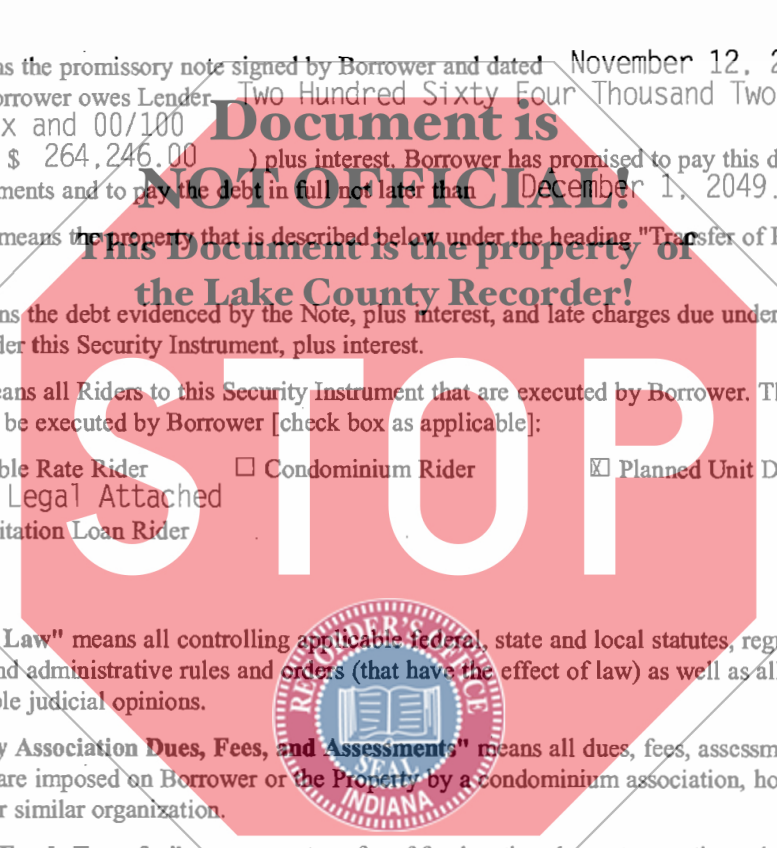 as the promissory note signed by Borrower and dated November 12, 2
orrower owes Lender Two Hundred Sixty Four Thousand Two
x and 00/100
Document is
$ 264,246.00 ) plus interest. Borrower has promised to pay this d
NOT OFFICIAL!
ments and to pay the debt in full not later than December 1, 2049.
means the property that is described below under the heading "Transfer of
This Document is the property of
the Lake County Recorder!
ns the debt evidenced by the Note, plus interest, and late charges due under
der this Security Instrument, plus interest.
STOP
eans all Riders to this Security Instrument that are executed by Borrower. Th
be executed by Borrower [check box as applicable]:
ble Rate Rider ☐ Condominium Rider ☒ Planned Unit D
Legal Attached
itation Loan Rider
Law" means all controlling applicable federal, state and local statutes, reg
nd administrative rules and orders (that have the effect of law) as well as all
le judicial opinions.
RECORDER'S OFFICE
SEAL
INDIANA
y Association Dues, Fees, and Assessments" means all dues, fees, assessm
are imposed on Borrower or the Property by a condominium association, ho
r similar organization.